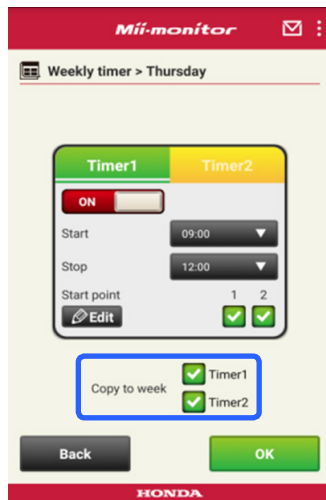 Mii-monitor
Weekly timer > Thursday
Timer1 Timer2
ON
Start 09:00
Stop 12:00
Start point 1 2
Edit
Copy to week Timer1
Timer2
Back OK
HONDA